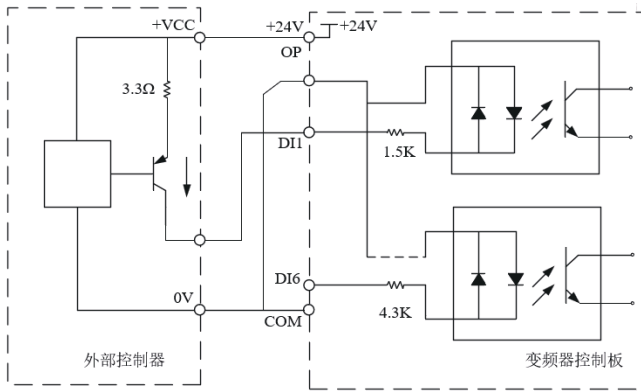 +VCC
+24V
+24V
OP
3.3Ω
DI1
1.5K
DI6
4.3K
0V
COM
外部控制器
变频器控制板